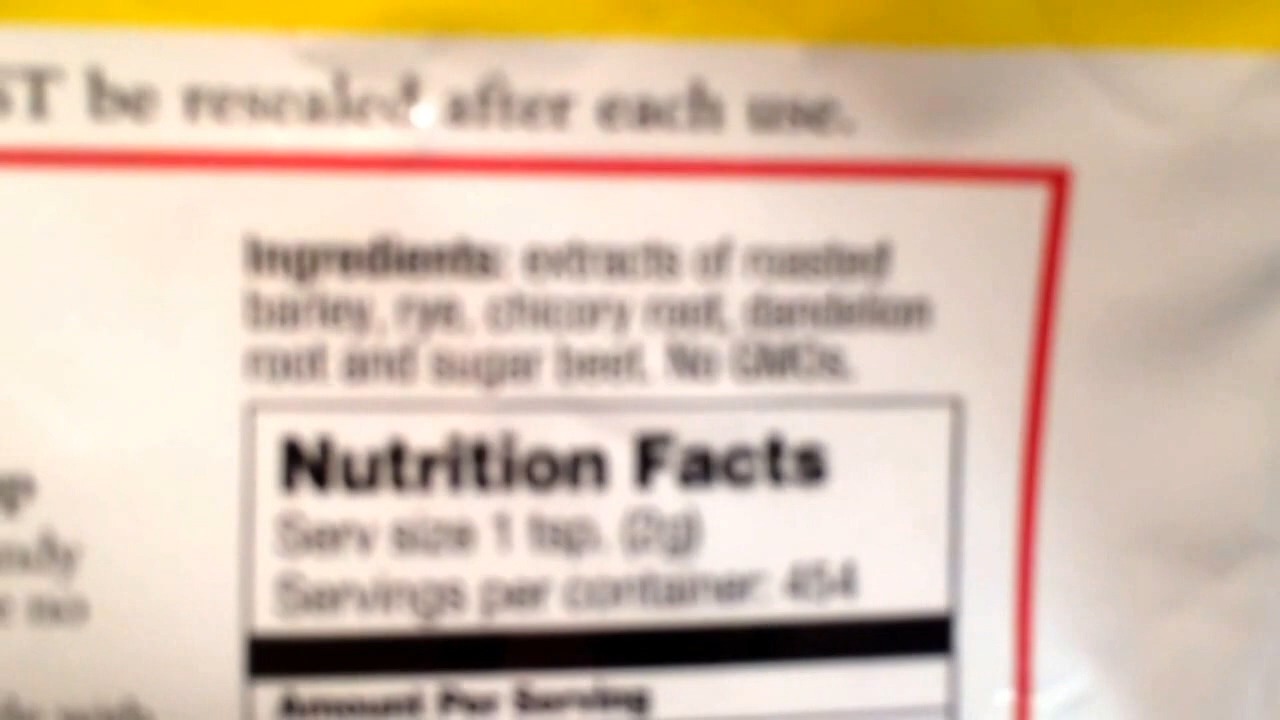 ST be resealed after each use.
Ingredients: extracts of roasted
barley, rye, chicory root, dandelion
root and sugar beet. No GMOs.
Nutrition Facts
Serv size 1 tsp. (2g)
Servings per container: 454
Amount Per Serving